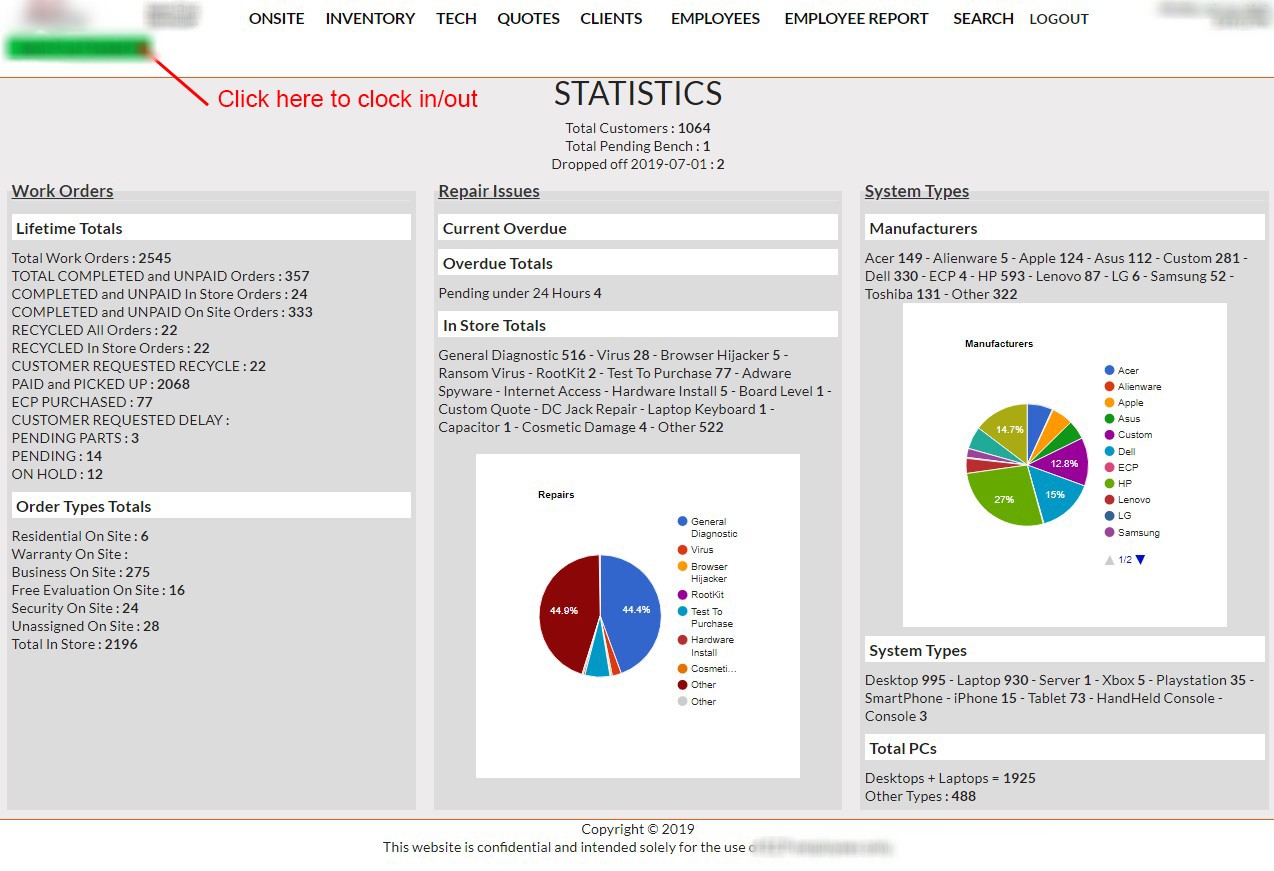 ONSITE INVENTORY TECH QUOTES CLIENTS EMPLOYEES EMPLOYEE REPORT SEARCH LOGOUT
Click here to clock in/out
STATISTICS
Total Customers : 1064
Total Pending Bench : 1
Dropped off 2019-07-01 : 2
Work Orders
Lifetime Totals
Total Work Orders : 2545
TOTAL COMPLETED and UNPAID Orders : 357
COMPLETED and UNPAID In Store Orders : 24
COMPLETED and UNPAID On Site Orders : 333
RECYCLED All Orders : 22
RECYCLED In Store Orders : 22
CUSTOMER REQUESTED RECYCLE : 22
PAID and PICKED UP : 2068
ECP PURCHASED : 77
CUSTOMER REQUESTED DELAY :
PENDING PARTS : 3
PENDING : 14
ON HOLD : 12
Order Types Totals
Residential On Site : 6
Warranty On Site :
Business On Site : 275
Free Evaluation On Site : 16
Security On Site : 24
Unassigned On Site : 28
Total In Store : 2196
Repair Issues
Current Overdue
Overdue Totals
Pending under 24 Hours 4
In Store Totals
General Diagnostic 516 - Virus 28 - Browser Hijacker 5 -
Ransom Virus - RootKit 2 - Test To Purchase 77 - Adware
Spyware - Internet Access - Hardware Install 5 - Board Level 1 -
Custom Quote - DC Jack Repair - Laptop Keyboard 1 -
Capacitor 1 - Cosmetic Damage 4 - Other 522
Repairs
44.9%
44.4%
General
Diagnostic
Virus
Browser
Hijacker
RootKit
Test To
Purchase
Hardware
Install
Cosmeti...
Other
Other
System Types
Manufacturers
Acer 149 - Alienware 5 - Apple 124 - Asus 112 - Custom 281 -
Dell 330 - ECP 4 - HP 593 - Lenovo 87 - LG 6 - Samsung 52 -
Toshiba 131 - Other 322
Manufacturers
14.7%
12.8%
15%
27%
Acer
Alienware
Apple
Asus
Custom
Dell
ECP
HP
Lenovo
LG
Samsung
1/2
System Types
Desktop 995 - Laptop 930 - Server 1 - Xbox 5 - Playstation 35 -
SmartPhone - iPhone 15 - Tablet 73 - HandHeld Console -
Console 3
Total PCs
Desktops + Laptops = 1925
Other Types : 488
Copyright © 2019
This website is confidential and intended solely for the use